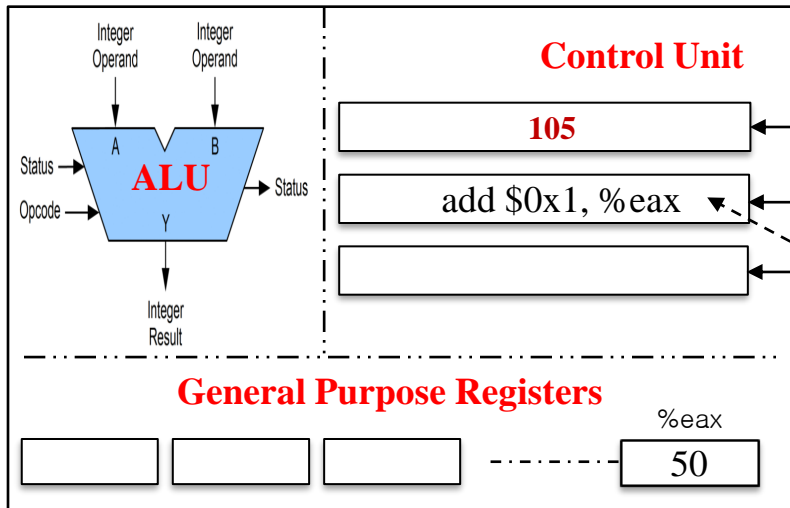 Integer Operand
Integer Operand
A
B
Status
ALU
Status
Opcode
Y
Integer
Result
Control Unit
105
add $0x1, %eax
General Purpose Registers
%eax
50